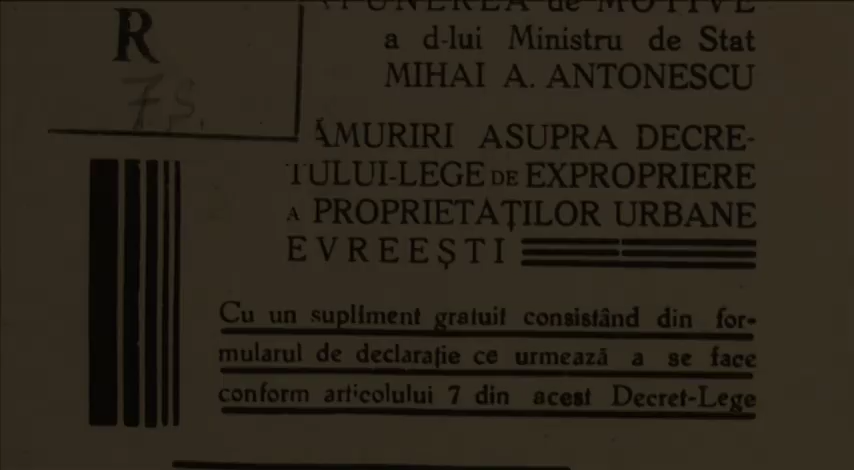 R
EXPUNEREA de MOTIVE
a d-lui Ministru de Stat
MIHAI A. ANTONESCU
LĂMURIRI ASUPRA DECRE-
TULUI-LEGE DE EXPROPRIERE
A PROPRIETAȚILOR URBANE
EVREEȘTI
Cu un supliment gratuit consistând din for-
mularul de declarație ce urmează a se face
conform articolului 7 din acest Decret-Lege